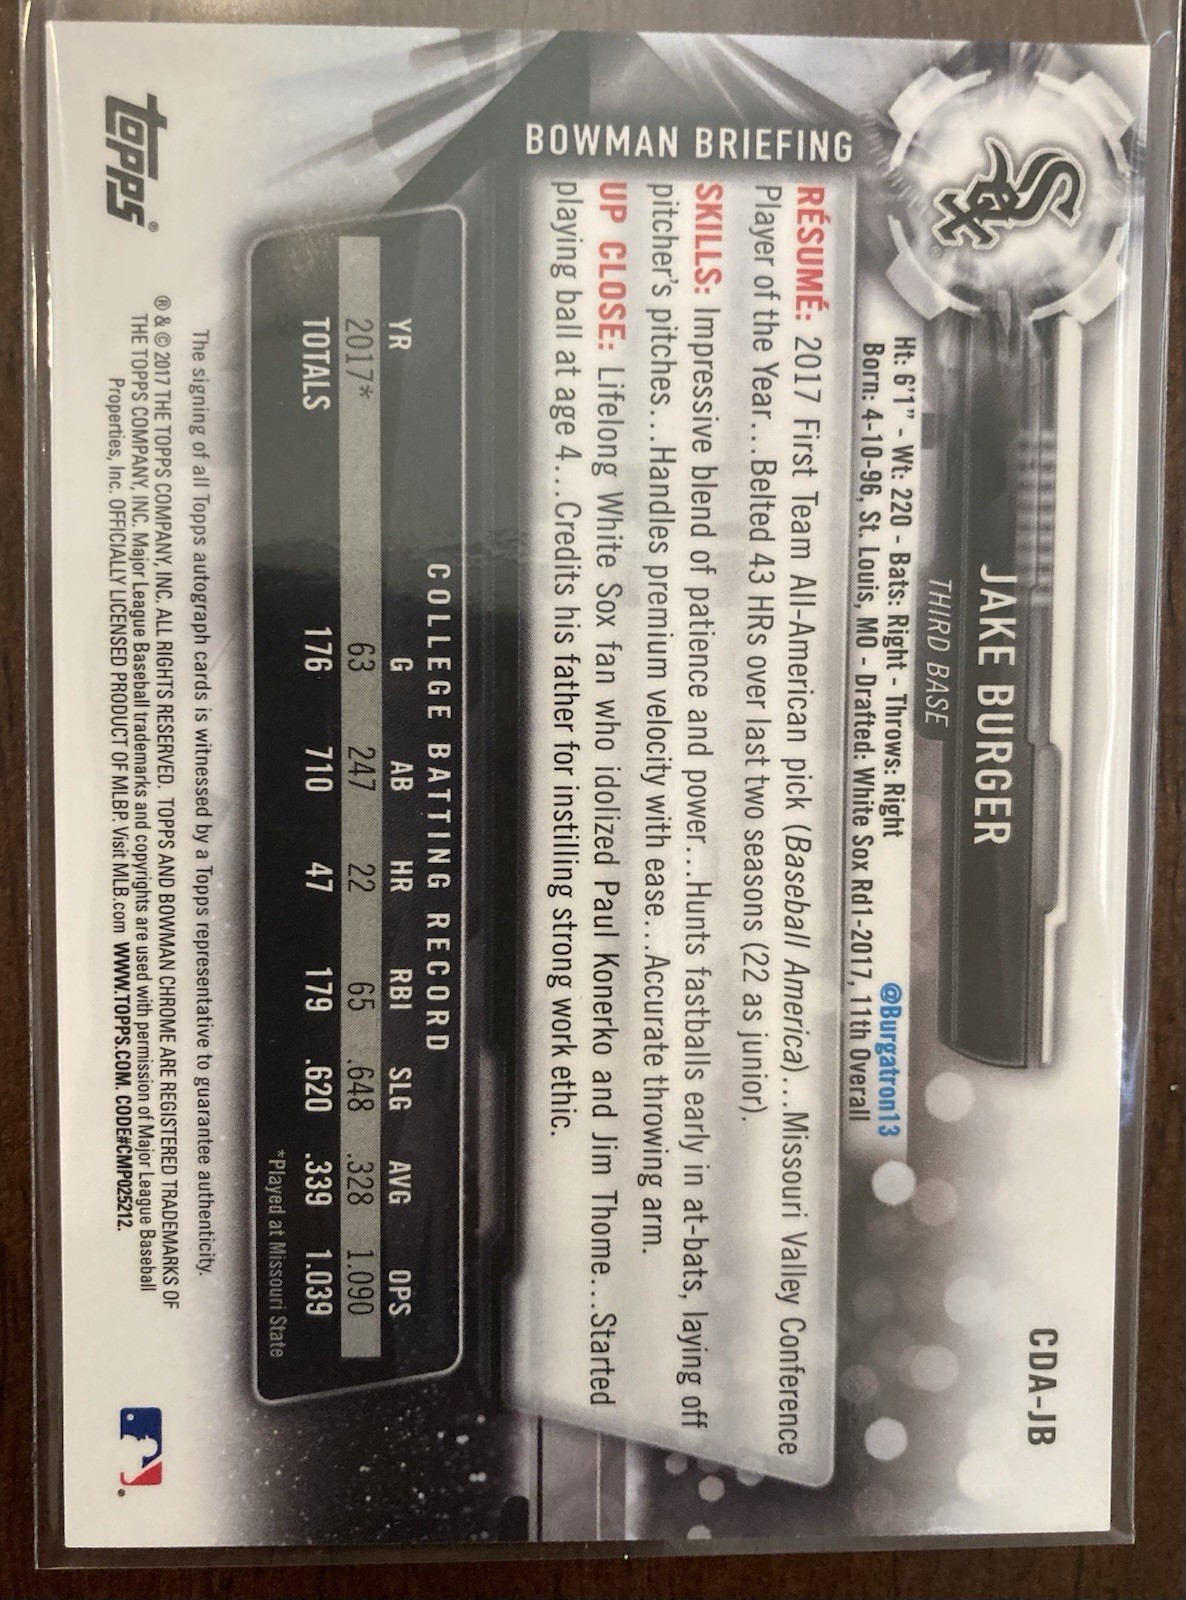 CDA-JB
Sox
JAKE BURGER
THIRD BASE
@Burgatron13
Ht: 6'1" - Wt: 220 - Bats: Right - Throws: Right
Born: 4-10-96, St. Louis, MO - Drafted: White Sox Rd1-2017, 11th Overall
BOWMAN BRIEFING
RÉSUMÉ: 2017 First Team All-American pick (Baseball America)...Missouri Valley Conference
Player of the Year...Belted 43 HRs over last two seasons (22 as junior).
SKILLS: Impressive blend of patience and power...Hunts fastballs early in at-bats, laying off
pitcher's pitches...Handles premium velocity with ease...Accurate throwing arm.
UP CLOSE: Lifelong White Sox fan who idolized Paul Konerko and Jim Thome...Started
playing ball at age 4...Credits his father for instilling strong work ethic.
COLLEGE BATTING RECORD
YR G AB HR RBI SLG AVG OPS
2017* 63 247 22 65 .648 .328 1.090
TOTALS 176 710 47 179 .620 .339 1.039
*Played at Missouri State
The signing of all Topps autograph cards is witnessed by a Topps representative to guarantee authenticity.
® & © 2017 THE TOPPS COMPANY, INC. ALL RIGHTS RESERVED. TOPPS AND BOWMAN CHROME ARE REGISTERED TRADEMARKS OF
THE TOPPS COMPANY, INC. Major League Baseball trademarks and copyrights are used with permission of Major League Baseball
Properties, Inc. OFFICIALLY LICENSED PRODUCT OF MLBP. Visit MLB.com WWW.TOPPS.COM. CODE#CMP025212.
topps®